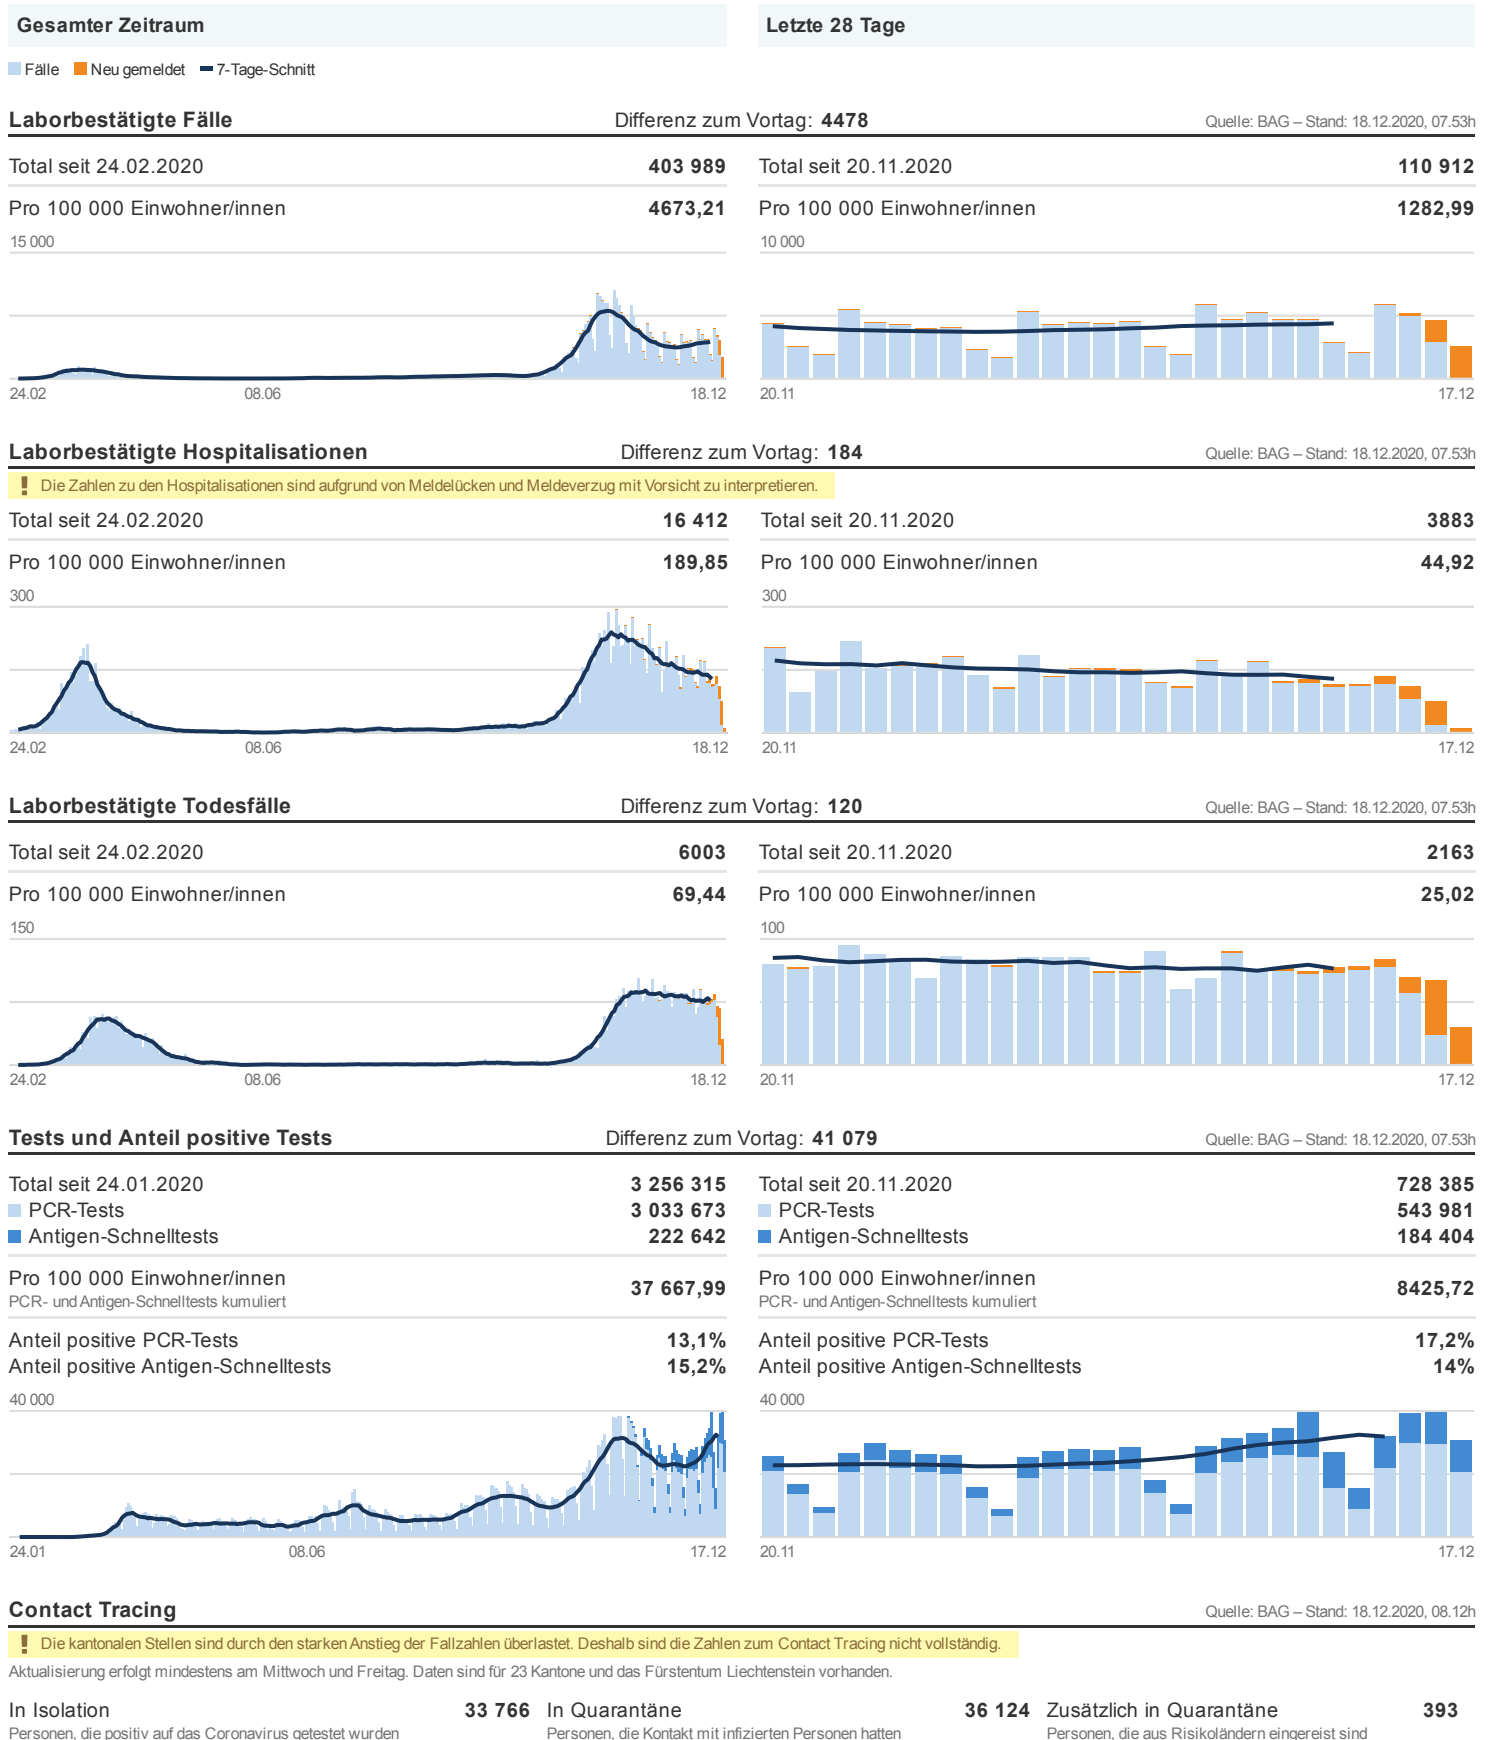 Gesamter Zeitraum
Letzte 28 Tage
Fälle Neu gemeldet 7-Tage-Schnitt
Laborbestätigte Fälle Differenz zum Vortag: 4478 Quelle: BAG – Stand: 18.12.2020, 07.53h
Total seit 24.02.2020 403 989 Total seit 20.11.2020 110 912
Pro 100 000 Einwohner/innen 4673,21 Pro 100 000 Einwohner/innen 1282,99
15 000 10 000
24.02 08.06 18.12 20.11 17.12
Laborbestätigte Hospitalisationen Differenz zum Vortag: 184 Quelle: BAG – Stand: 18.12.2020, 07.53h
! Die Zahlen zu den Hospitalisationen sind aufgrund von Meldelücken und Meldeverzug mit Vorsicht zu interpretieren.
Total seit 24.02.2020 16 412 Total seit 20.11.2020 3883
Pro 100 000 Einwohner/innen 189,85 Pro 100 000 Einwohner/innen 44,92
300 300
24.02 08.06 18.12 20.11 17.12
Laborbestätigte Todesfälle Differenz zum Vortag: 120 Quelle: BAG – Stand: 18.12.2020, 07.53h
Total seit 24.02.2020 6003 Total seit 20.11.2020 2163
Pro 100 000 Einwohner/innen 69,44 Pro 100 000 Einwohner/innen 25,02
150 100
24.02 08.06 18.12 20.11 17.12
Tests und Anteil positive Tests Differenz zum Vortag: 41 079 Quelle: BAG – Stand: 18.12.2020, 07.53h
Total seit 24.01.2020 3 256 315 Total seit 20.11.2020 728 385
PCR-Tests 3 033 673 PCR-Tests 543 981
Antigen-Schnelltests 222 642 Antigen-Schnelltests 184 404
Pro 100 000 Einwohner/innen 37 667,99 Pro 100 000 Einwohner/innen 8425,72
PCR- und Antigen-Schnelltests kumuliert PCR- und Antigen-Schnelltests kumuliert
Anteil positive PCR-Tests 13,1% Anteil positive PCR-Tests 17,2%
Anteil positive Antigen-Schnelltests 15,2% Anteil positive Antigen-Schnelltests 14%
40 000 40 000
24.01 08.06 17.12 20.11 17.12
Contact Tracing Quelle: BAG – Stand: 18.12.2020, 08.12h
! Die kantonalen Stellen sind durch den starken Anstieg der Fallzahlen überlastet. Deshalb sind die Zahlen zum Contact Tracing nicht vollständig.
Aktualisierung erfolgt mindestens am Mittwoch und Freitag. Daten sind für 23 Kantone und das Fürstentum Liechtenstein vorhanden.
In Isolation 33 766 In Quarantäne 36 124 Zusätzlich in Quarantäne 393
Personen, die positiv auf das Coronavirus getestet wurden Personen, die Kontakt mit infizierten Personen hatten Personen, die aus Risikoländern eingereist sind